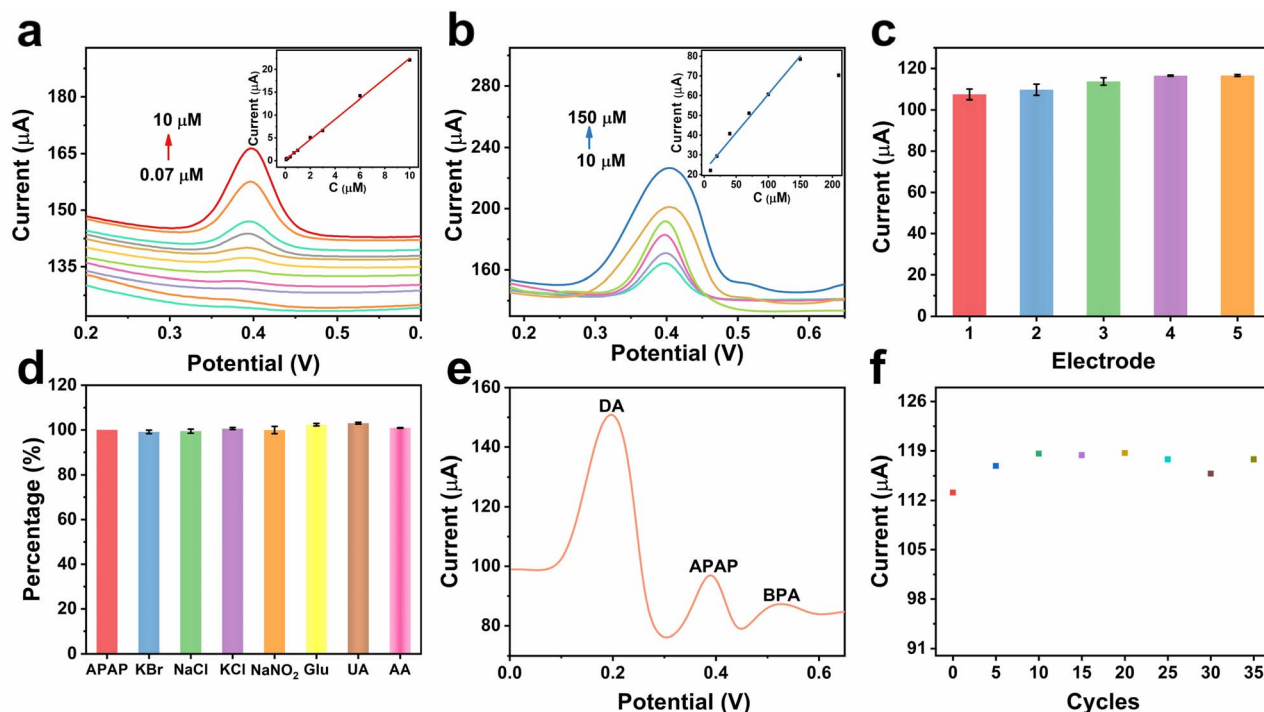 a
180
165
150
135
Current (μA)
10 μM
0.07 μM
0.2
0.3
0.4
0.
Potential (V)
25
20
15
10
5
0
Current (μA)
0
2
4
6
8
10
C (μM)
b
280
240
200
160
Current (μA)
150 μM
10 μM
0.2
0.3
0.4
0.5
0.6
Potential (V)
80
70
60
50
40
30
20
Current (μA)
0
50
100
150
200
C (μM)
c
120
100
80
60
40
20
0
Current (μA)
1
2
3
4
5
Electrode
d
120
100
80
60
40
20
0
Percentage (%)
APAP
KBr
NaCl
KCl
NaNO₂
Glu
UA
AA
e
160
140
120
100
80
Current (μA)
DA
APAP
BPA
0.0
0.2
0.4
0.6
Potential (V)
f
126
119
112
105
98
91
Current (μA)
0
5
10
15
20
25
30
35
Cycles